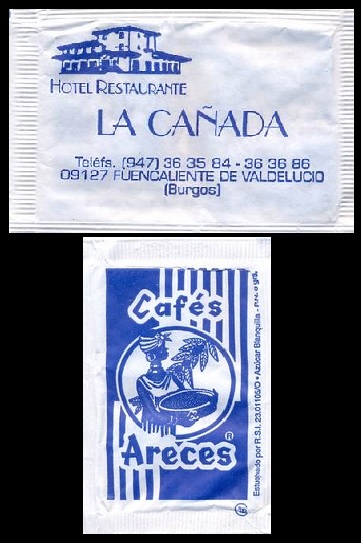 HOTEL RESTAURANTE
LA CAÑADA
Teléfs. (947) 36 35 84 - 36 36 86
09127 FUENCALIENTE DE VALDELUCIO
(Burgos)
Cafés
Areces ®
Estuchado por R.S.I. 23.01105/O • Azúcar Blanquilla -